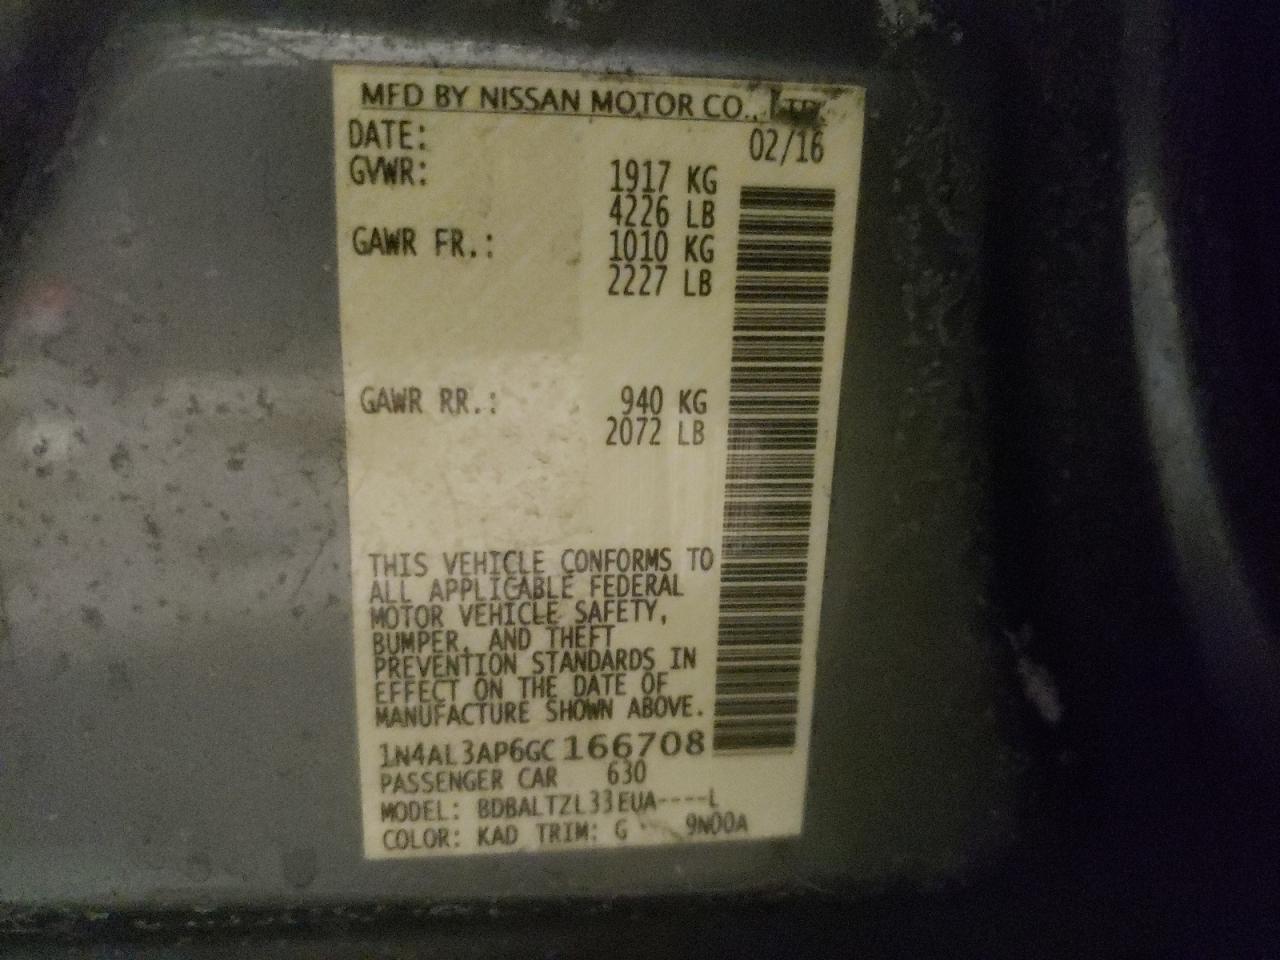 MFD BY NISSAN MOTOR CO., LTD.
DATE: 02/16
GVWR: 1917 KG
4226 LB
GAWR FR.: 1010 KG
2227 LB
GAWR RR.: 940 KG
2072 LB
THIS VEHICLE CONFORMS TO
ALL APPLICABLE FEDERAL
MOTOR VEHICLE SAFETY,
BUMPER, AND THEFT
PREVENTION STANDARDS IN
EFFECT ON THE DATE OF
MANUFACTURE SHOWN ABOVE.
1N4AL3AP6GC166708
PASSENGER CAR 630
MODEL: BDBALTZL33EUA----L
COLOR: KAD TRIM: G 9N00A